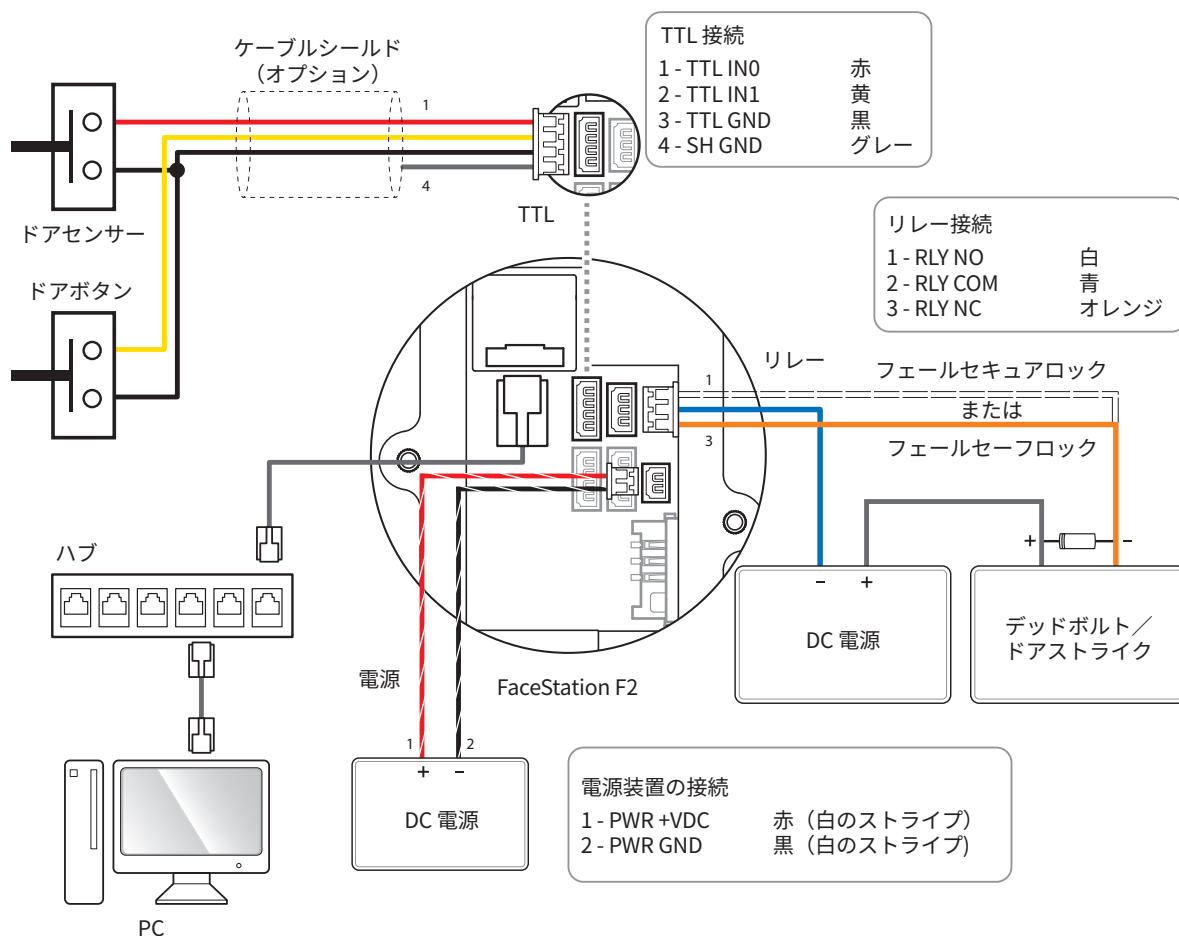 ケーブルシールド
（オプション）
1
4
ドアセンサー
TTL
TTL 接続
1 - TTL IN0 赤
2 - TTL IN1 黄
3 - TTL GND 黒
4 - SH GND グレー
リレー接続
1 - RLY NO 白
2 - RLY COM 青
3 - RLY NC オレンジ
ドアボタン
リレー
1
3
フェールセキュアロック
または
フェールセーフロック
ハブ
+ −
− +
DC 電源
デッドボルト／
ドアストライク
電源
FaceStation F2
1 2
+ −
DC 電源
電源装置の接続
1 - PWR +VDC 赤（白のストライプ）
2 - PWR GND 黒（白のストライプ)
PC